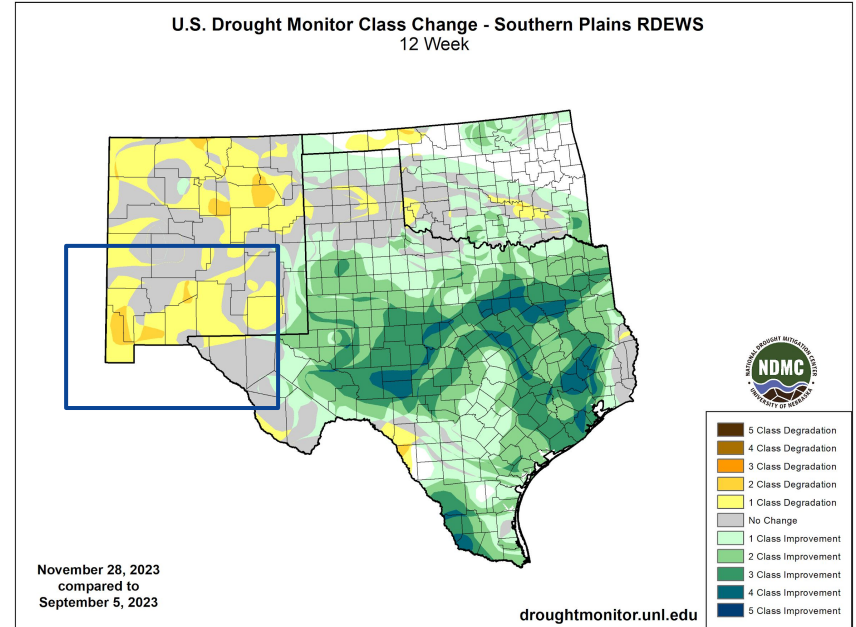 U.S. Drought Monitor Class Change - Southern Plains RDEWS
12 Week
NATIONAL DROUGHT MITIGATION CENTER
NDMC
UNIVERSITY OF NEBRASKA
5 Class Degradation
4 Class Degradation
3 Class Degradation
2 Class Degradation
1 Class Degradation
No Change
1 Class Improvement
2 Class Improvement
3 Class Improvement
4 Class Improvement
5 Class Improvement
November 28, 2023
compared to
September 5, 2023
droughtmonitor.unl.edu